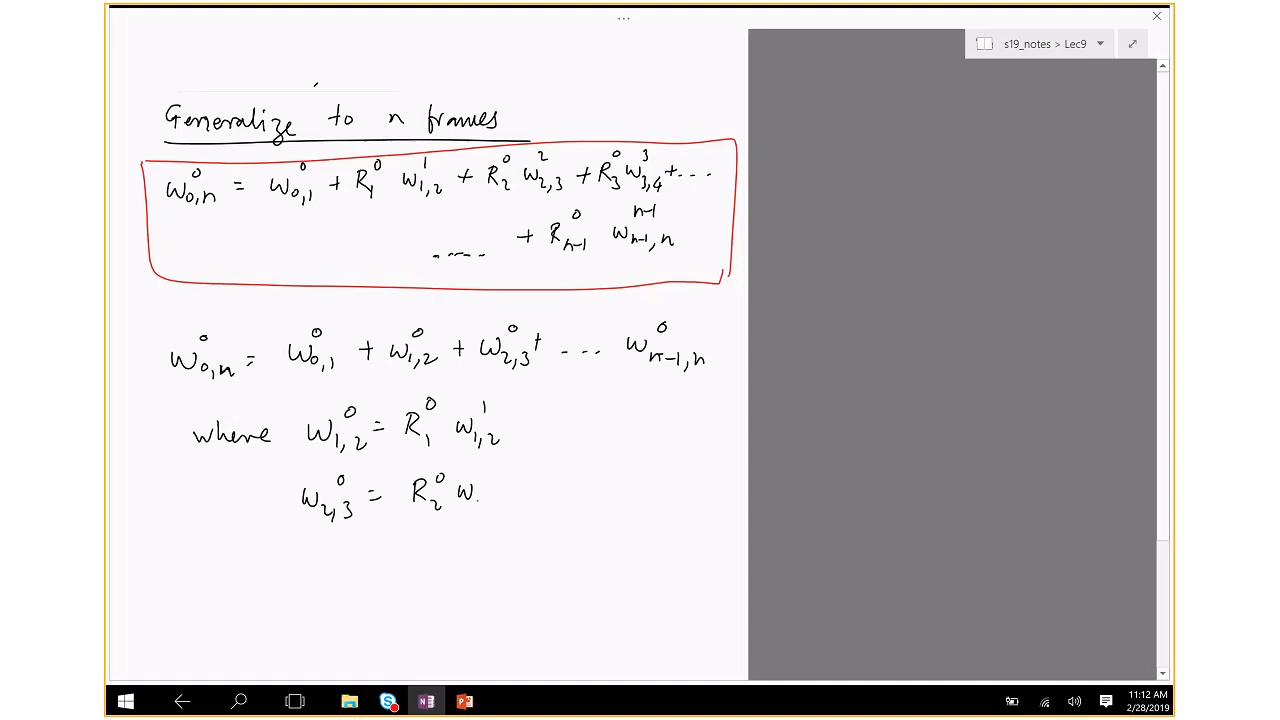 ...
s19_notes > Lec9
Generalize to n frames
ω⁰₀,ₙ = ω⁰₀,₁ + R⁰₁ ω¹₁,₂ + R⁰₂ ω²₂,₃ + R⁰₃ ω³₃,₄ + ...
..... + R⁰ₙ₋₁ ωⁿ⁻¹ₙ₋₁,ₙ
ω⁰₀,ₙ = ω⁰₀,₁ + ω⁰₁,₂ + ω⁰₂,₃ + ... ω⁰ₙ₋₁,ₙ
where ω⁰₁,₂ = R⁰₁ ω¹₁,₂
ω⁰₂,₃ = R⁰₂ ω
11:12 AM
2/28/2019